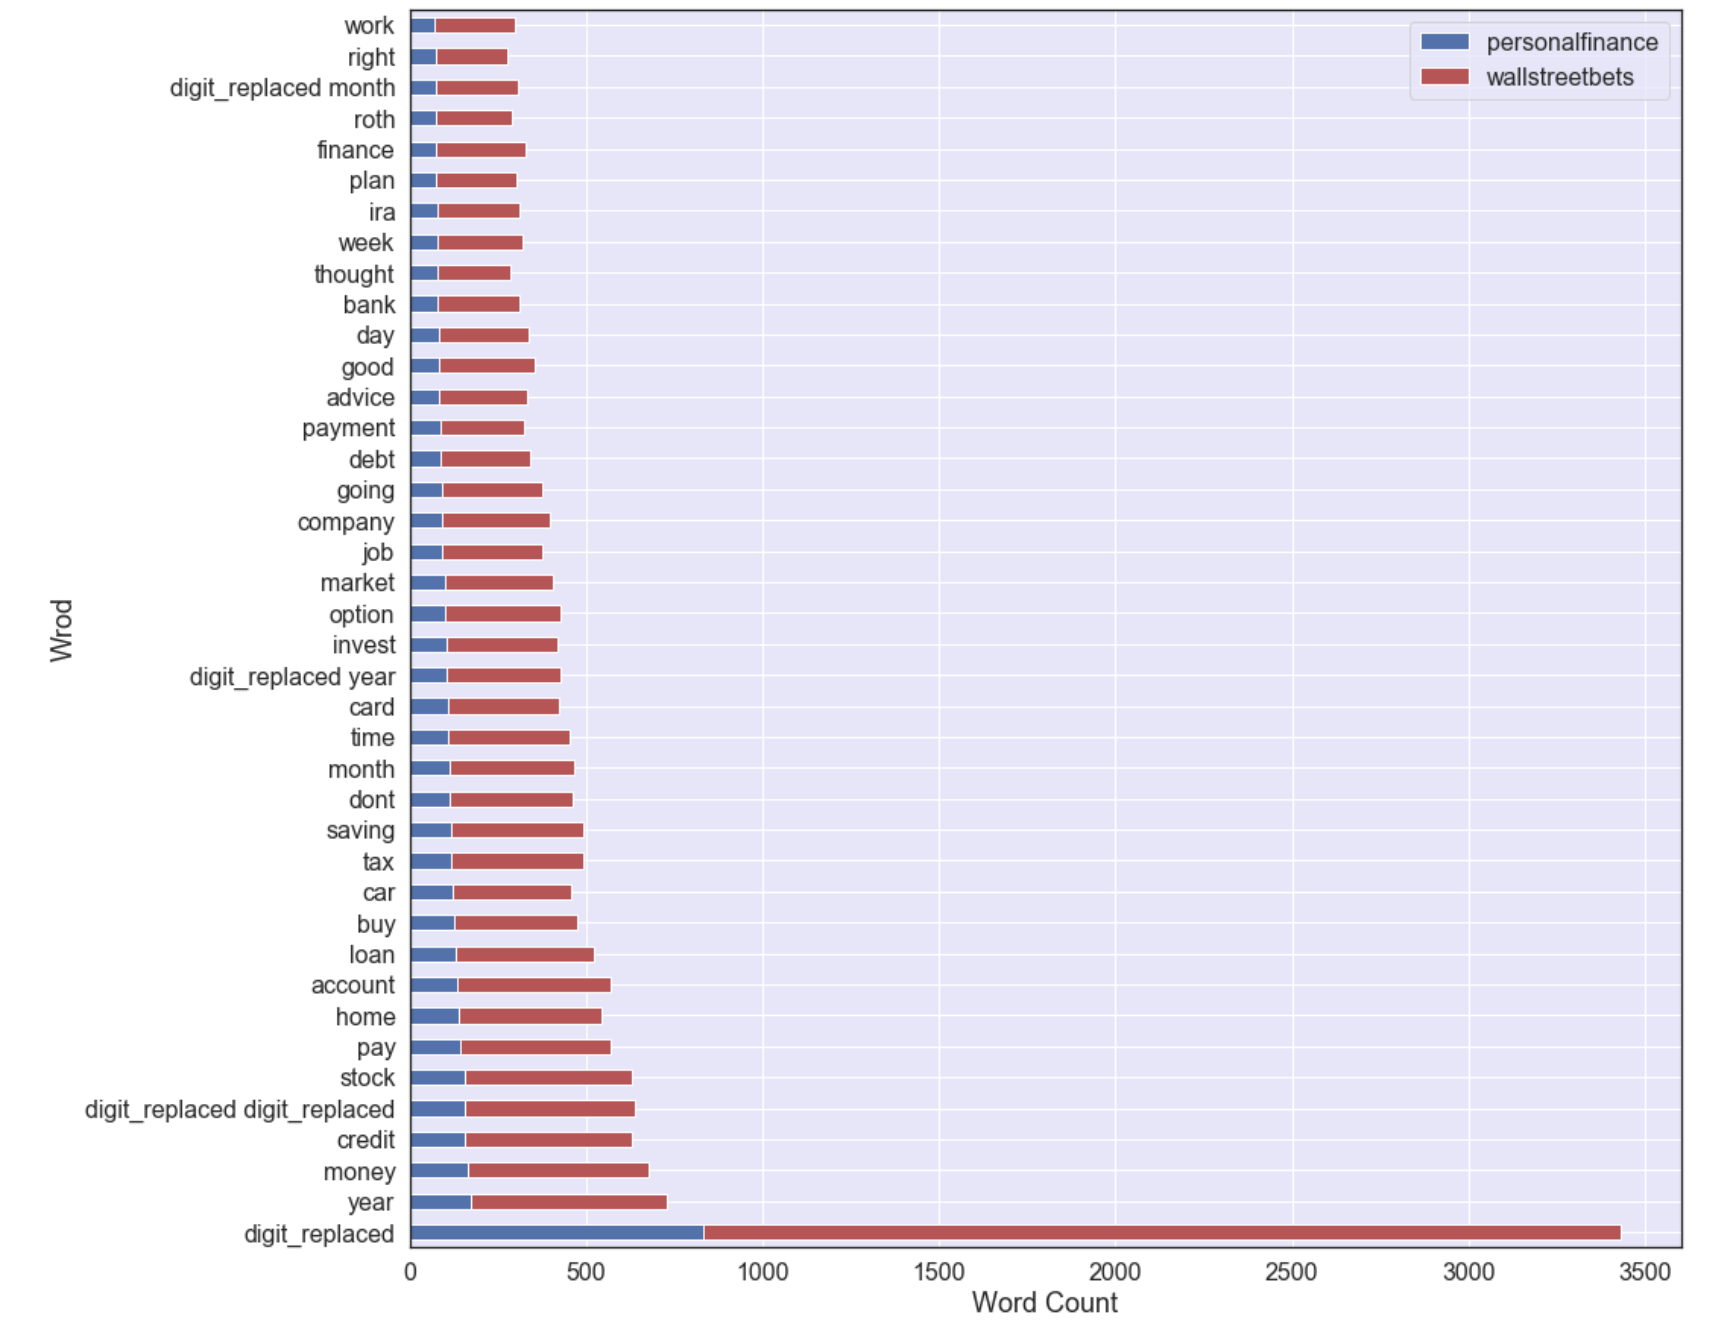 work
right
digit_replaced month
roth
finance
plan
ira
week
thought
bank
day
good
advice
payment
debt
going
company
job
market
option
invest
digit_replaced year
card
time
month
dont
saving
tax
car
buy
loan
account
home
pay
stock
digit_replaced digit_replaced
credit
money
year
digit_replaced
Wrod
personalfinance
wallstreetbets
0 500 1000 1500 2000 2500 3000 3500
Word Count